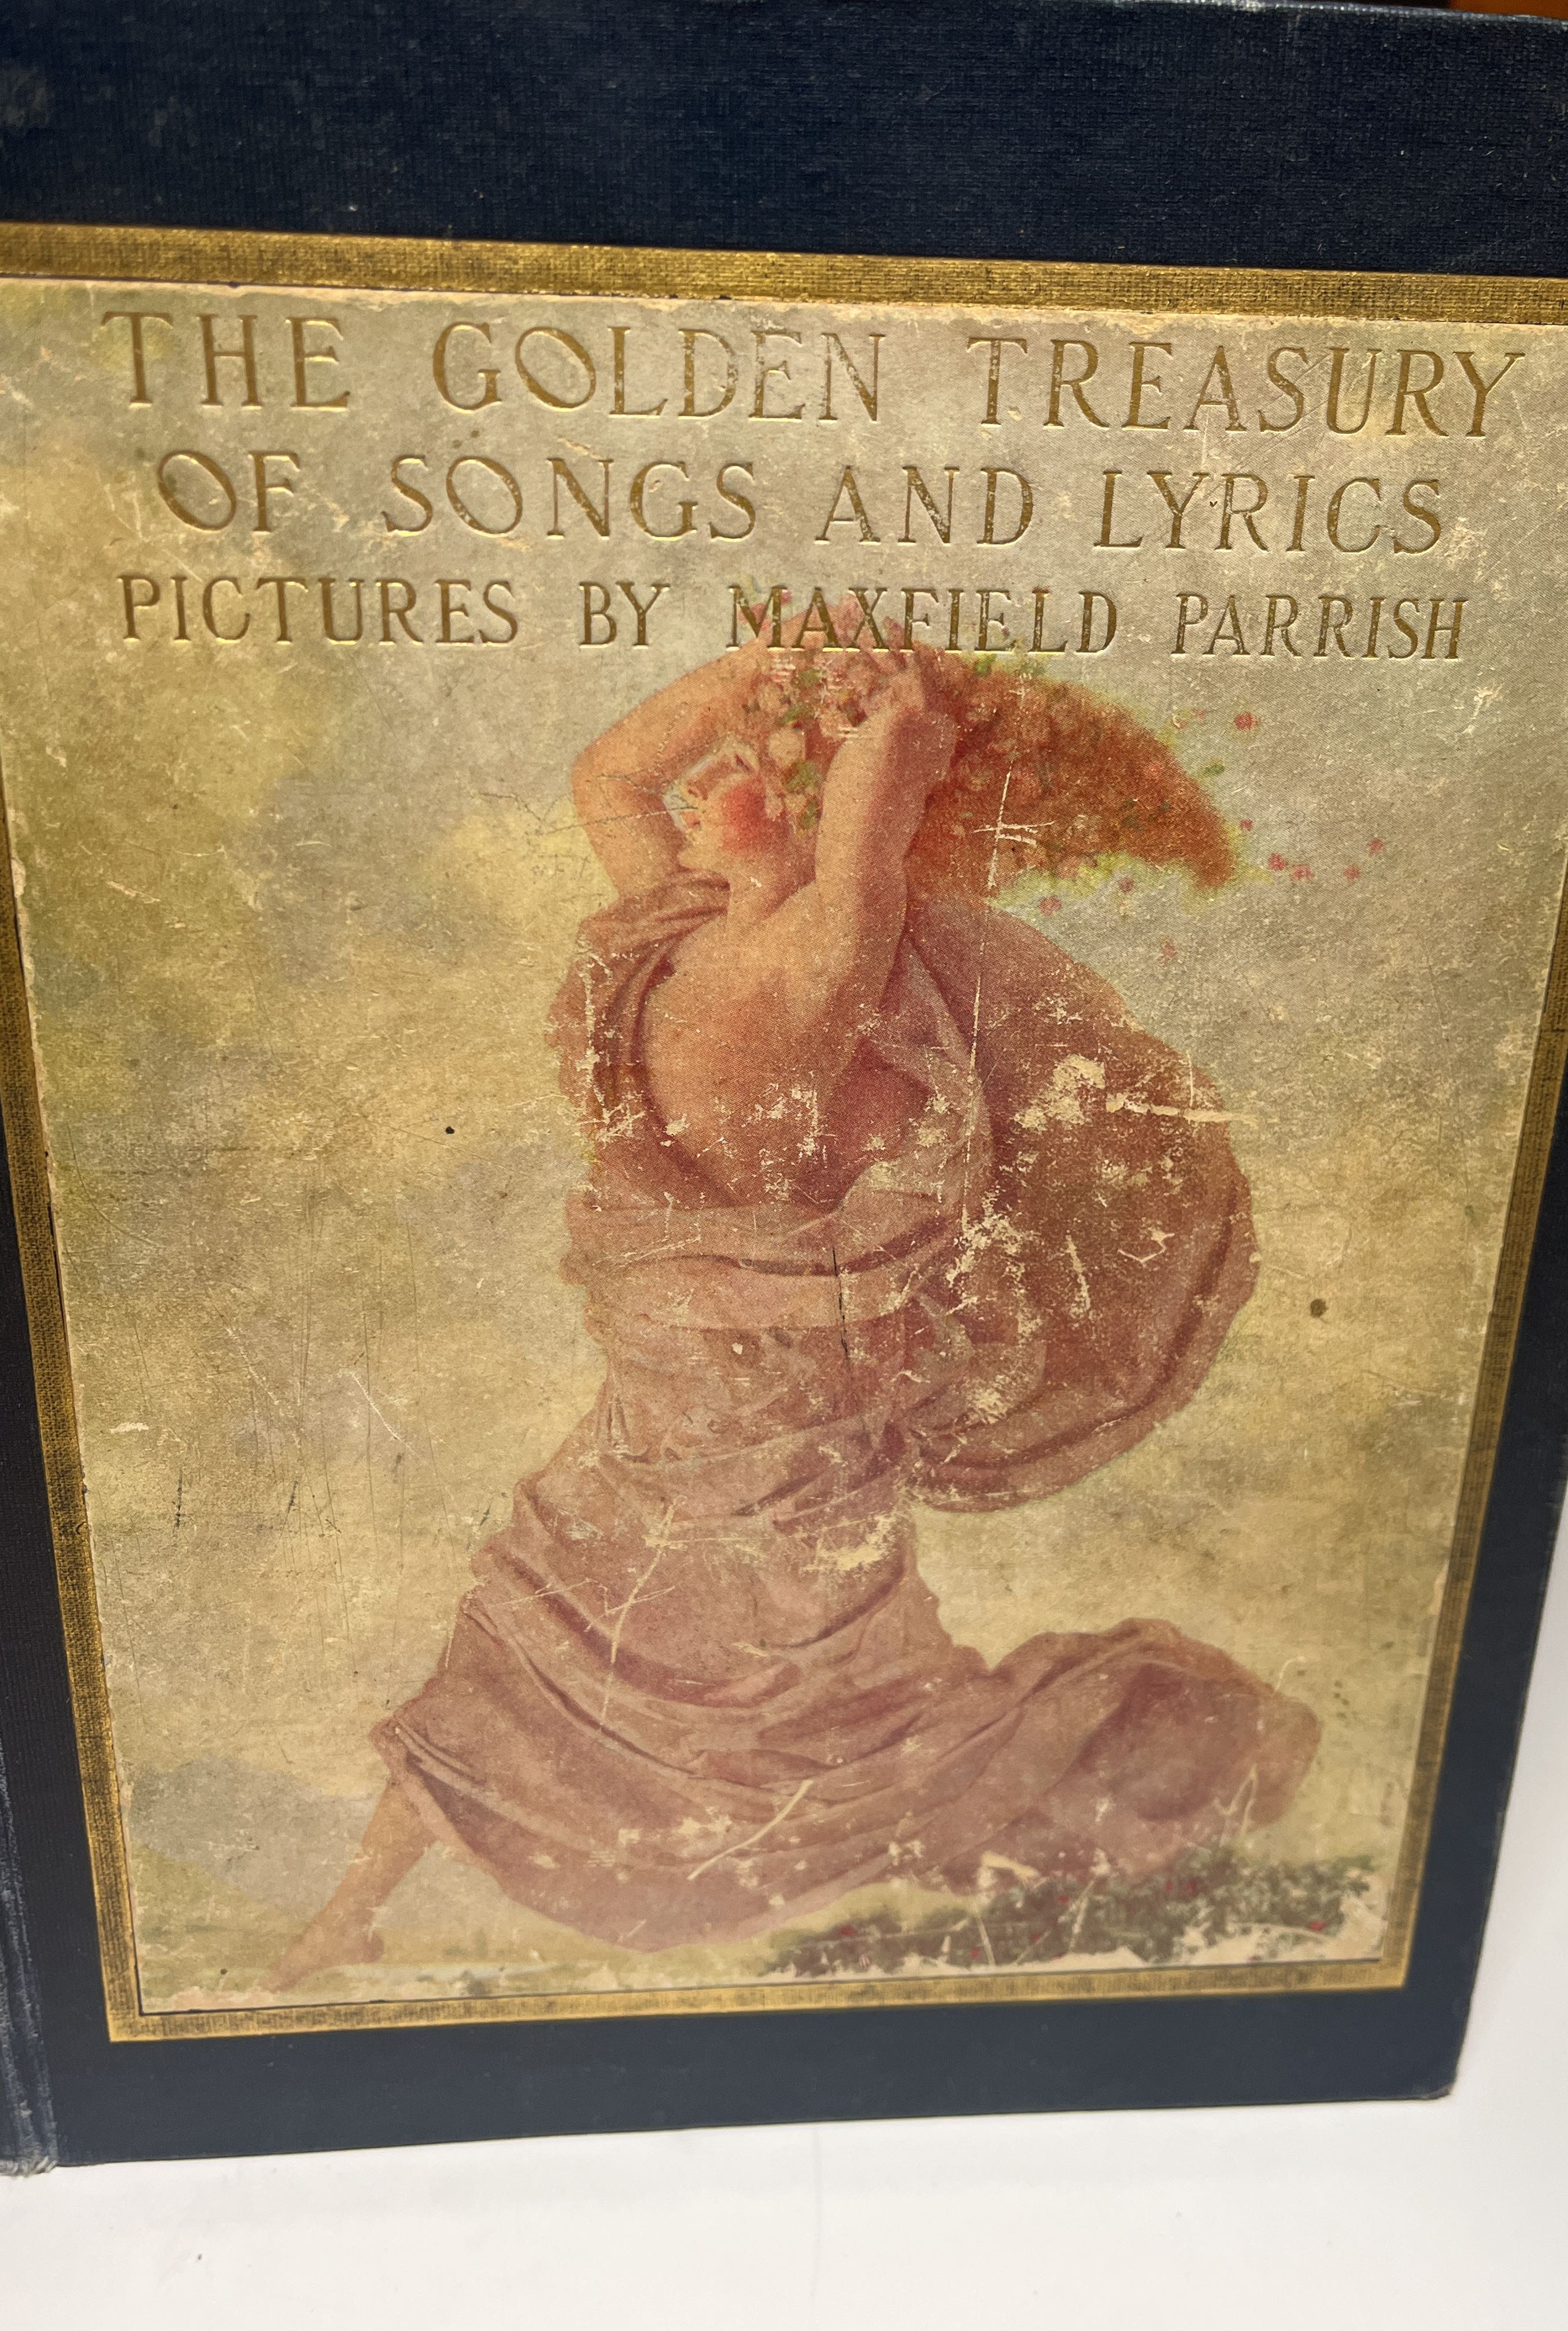 THE GOLDEN TREASURY
OF SONGS AND LYRICS
PICTURES BY MAXFIELD PARRISH